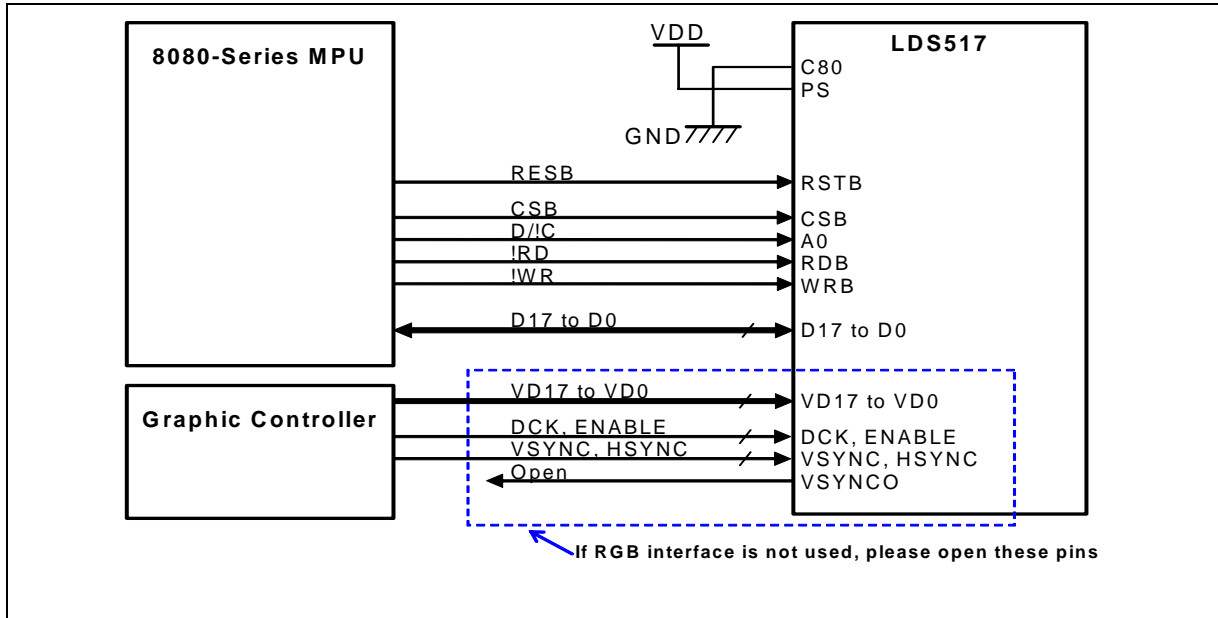 8080-Series MPU
VDD
LDS517
C80
PS
GND
RESB
RSTB
CSB
CSB
D/!C
A0
!RD
RDB
!WR
WRB
D17 to D0
D17 to D0
Graphic Controller
VD17 to VD0
VD17 to VD0
DCK, ENABLE
DCK, ENABLE
VSYNC, HSYNC
VSYNC, HSYNC
Open
VSYNCO
If RGB interface is not used, please open these pins